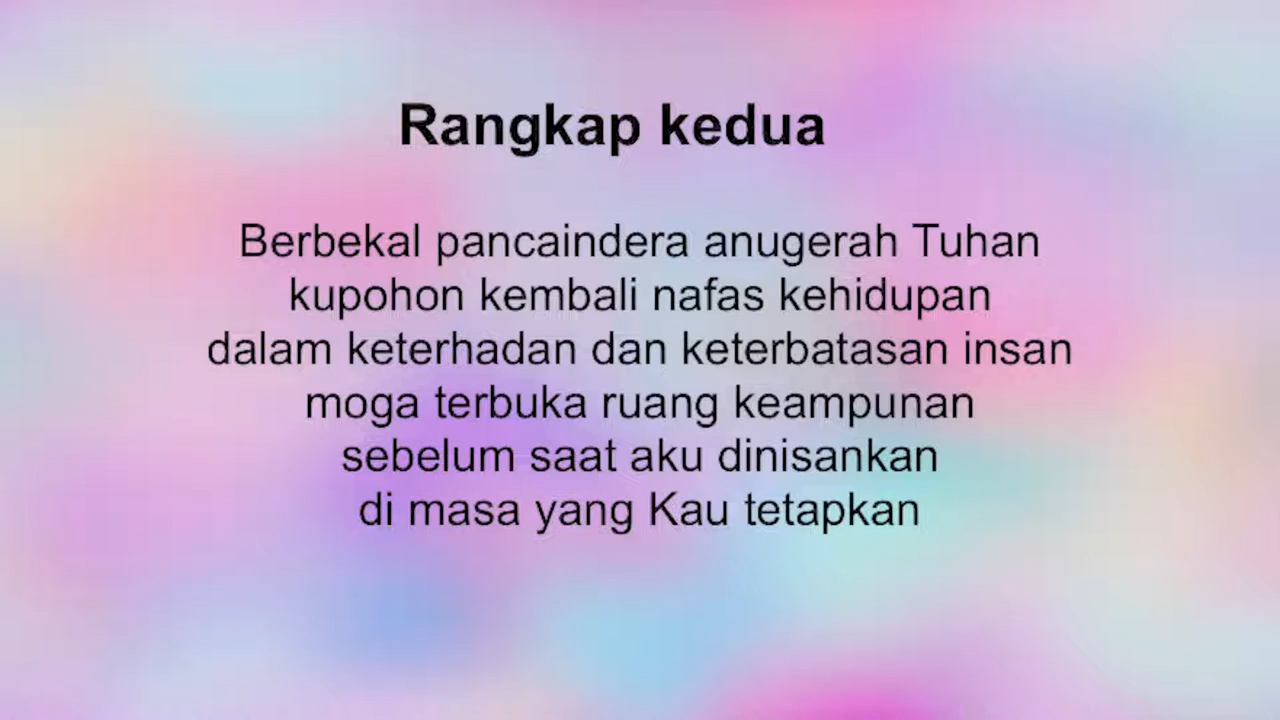 Rangkap kedua
Berbekal pancaindera anugerah Tuhan
kupohon kembali nafas kehidupan
dalam keterhadan dan keterbatasan insan
moga terbuka ruang keampunan
sebelum saat aku dinisankan
di masa yang Kau tetapkan